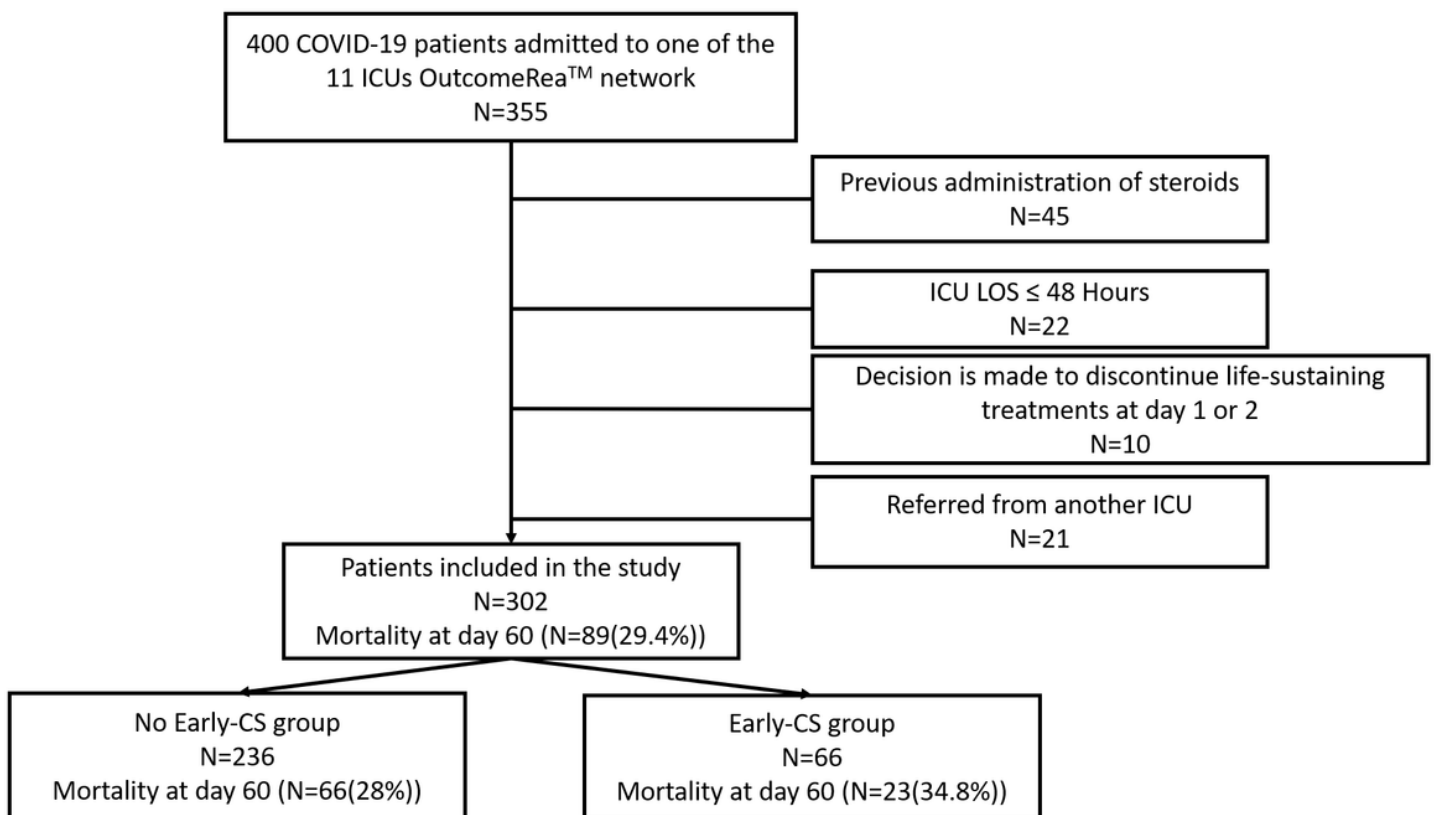 400 COVID-19 patients admitted to one of the
11 ICUs OutcomeRea™ network
N=355
Previous administration of steroids
N=45
ICU LOS ≤ 48 Hours
N=22
Decision is made to discontinue life-sustaining
treatments at day 1 or 2
N=10
Referred from another ICU
N=21
Patients included in the study
N=302
Mortality at day 60 (N=89(29.4%))
No Early-CS group
N=236
Mortality at day 60 (N=66(28%))
Early-CS group
N=66
Mortality at day 60 (N=23(34.8%))